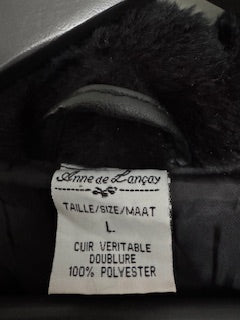 Anne de Lançay
TAILLE/SIZE/MAAT
L.
CUIR VERITABLE
DOUBLURE
100% POLYESTER